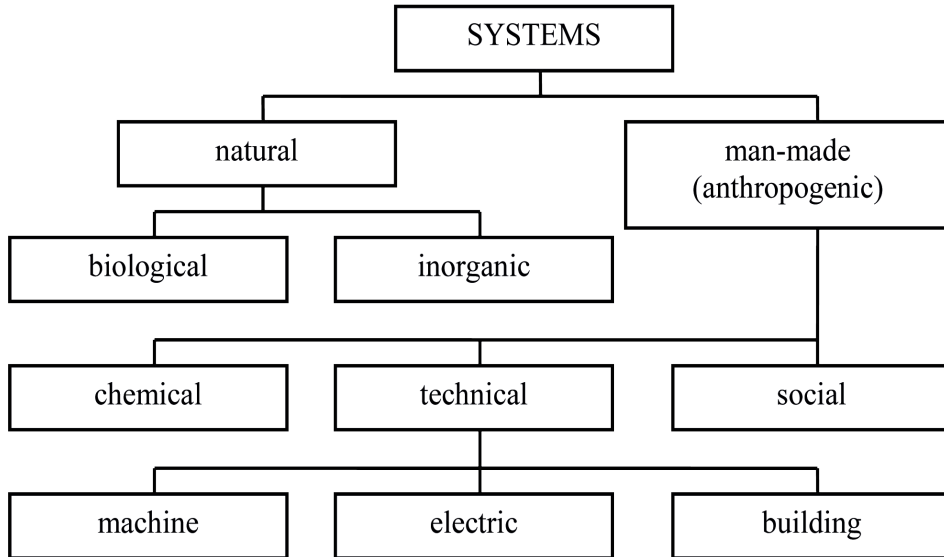 SYSTEMS
natural
man-made
(anthropogenic)
biological
inorganic
chemical
technical
social
machine
electric
building